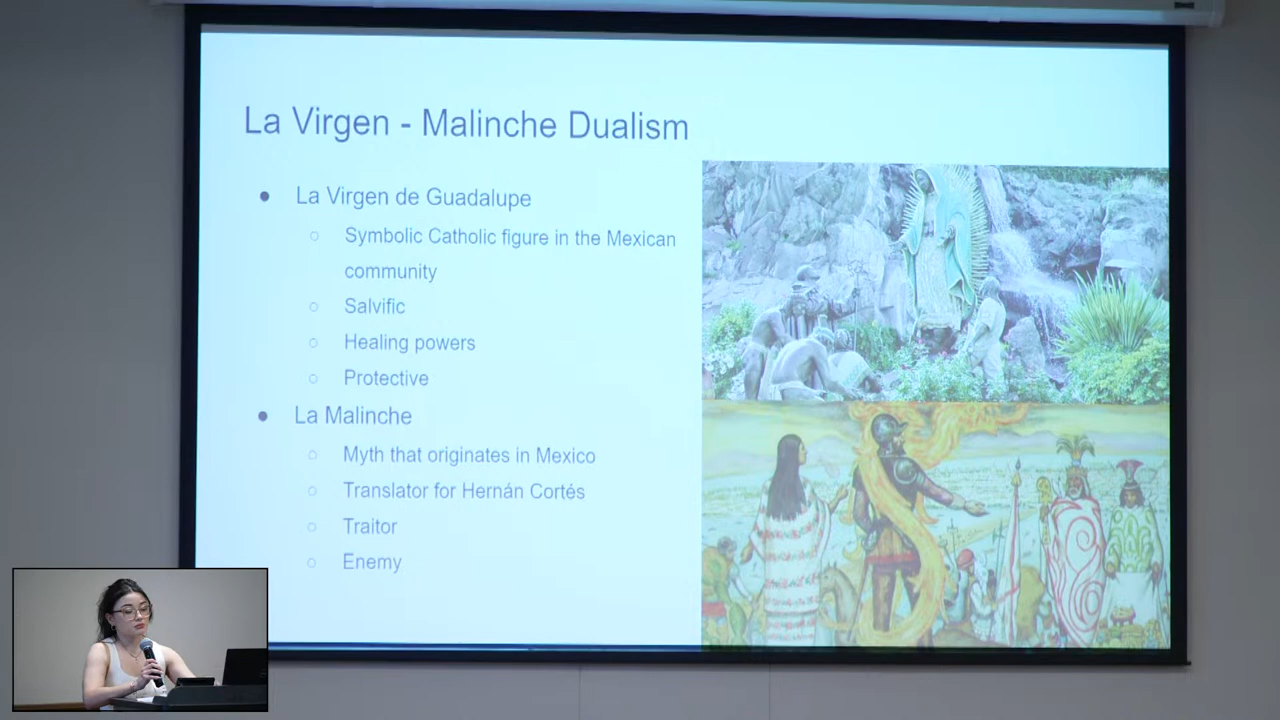 La Virgen - Malinche Dualism
● La Virgen de Guadalupe
○ Symbolic Catholic figure in the Mexican
community
○ Salvific
○ Healing powers
○ Protective
● La Malinche
○ Myth that originates in Mexico
○ Translator for Hernán Cortés
○ Traitor
○ Enemy